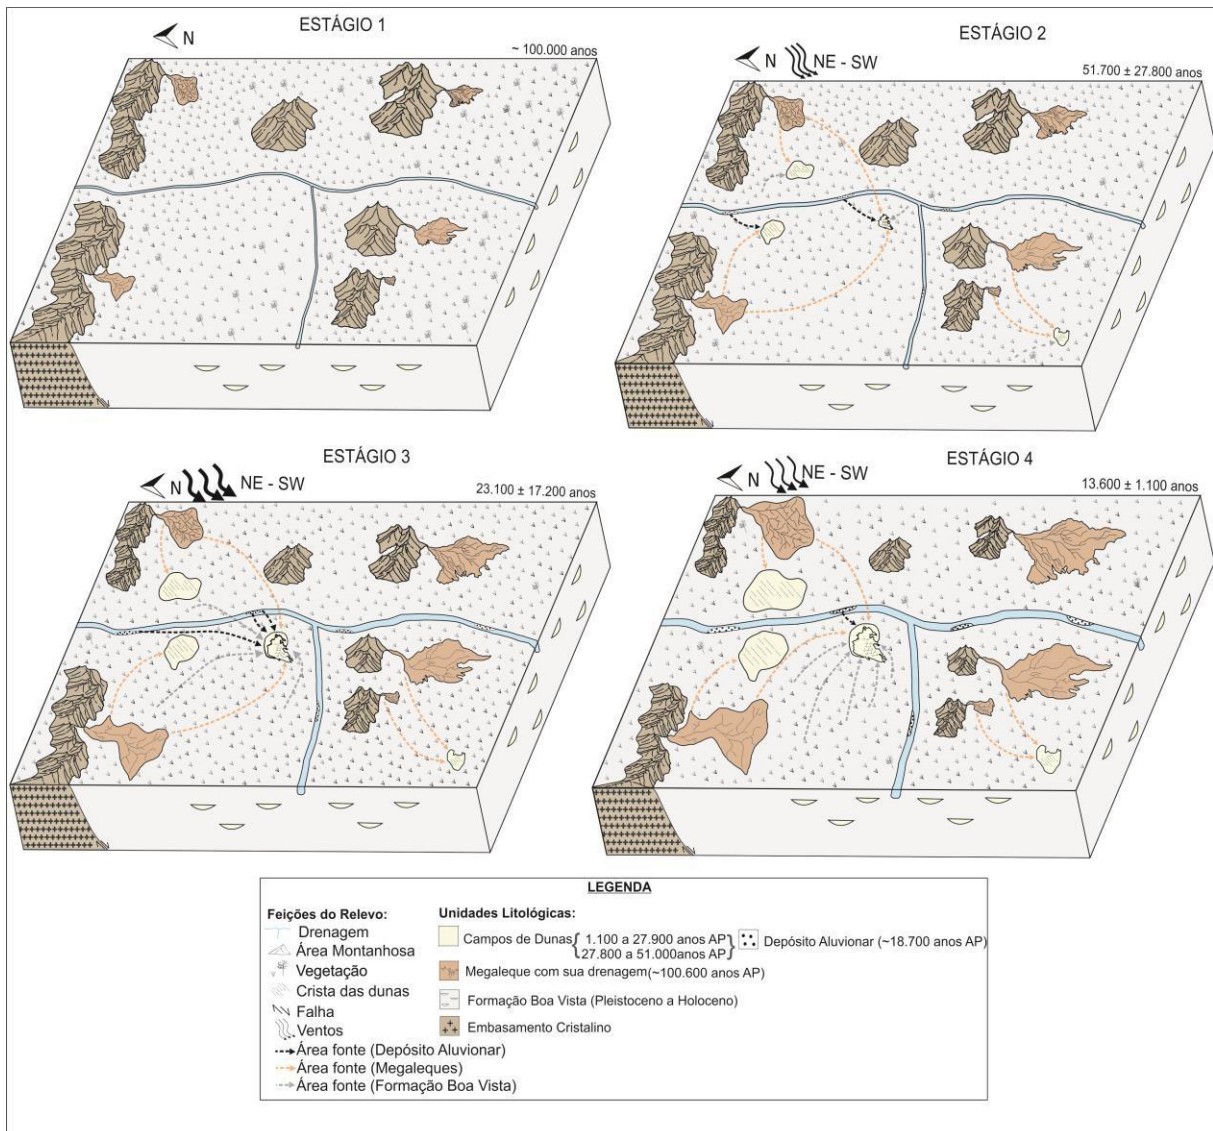 ESTÁGIO 1
N
~ 100.000 anos
ESTÁGIO 2
N NE - SW
51.700 ± 27.800 anos
ESTÁGIO 3
N NE - SW
23.100 ± 17.200 anos
ESTÁGIO 4
N NE - SW
13.600 ± 1.100 anos
LEGENDA
Feições do Relevo:
Drenagem
Área Montanhosa
Vegetação
Crista das dunas
Falha
Ventos
Área fonte (Depósito Aluvionar)
Área fonte (Megaleques)
Área fonte (Formação Boa Vista)
Unidades Litológicas:
Campos de Dunas { 1.100 a 27.900 anos AP }
27.800 a 51.000anos AP
Depósito Aluvionar (~18.700 anos AP)
Megaleque com sua drenagem(~100.600 anos AP)
Formação Boa Vista (Pleistoceno a Holoceno)
Embasamento Cristalino